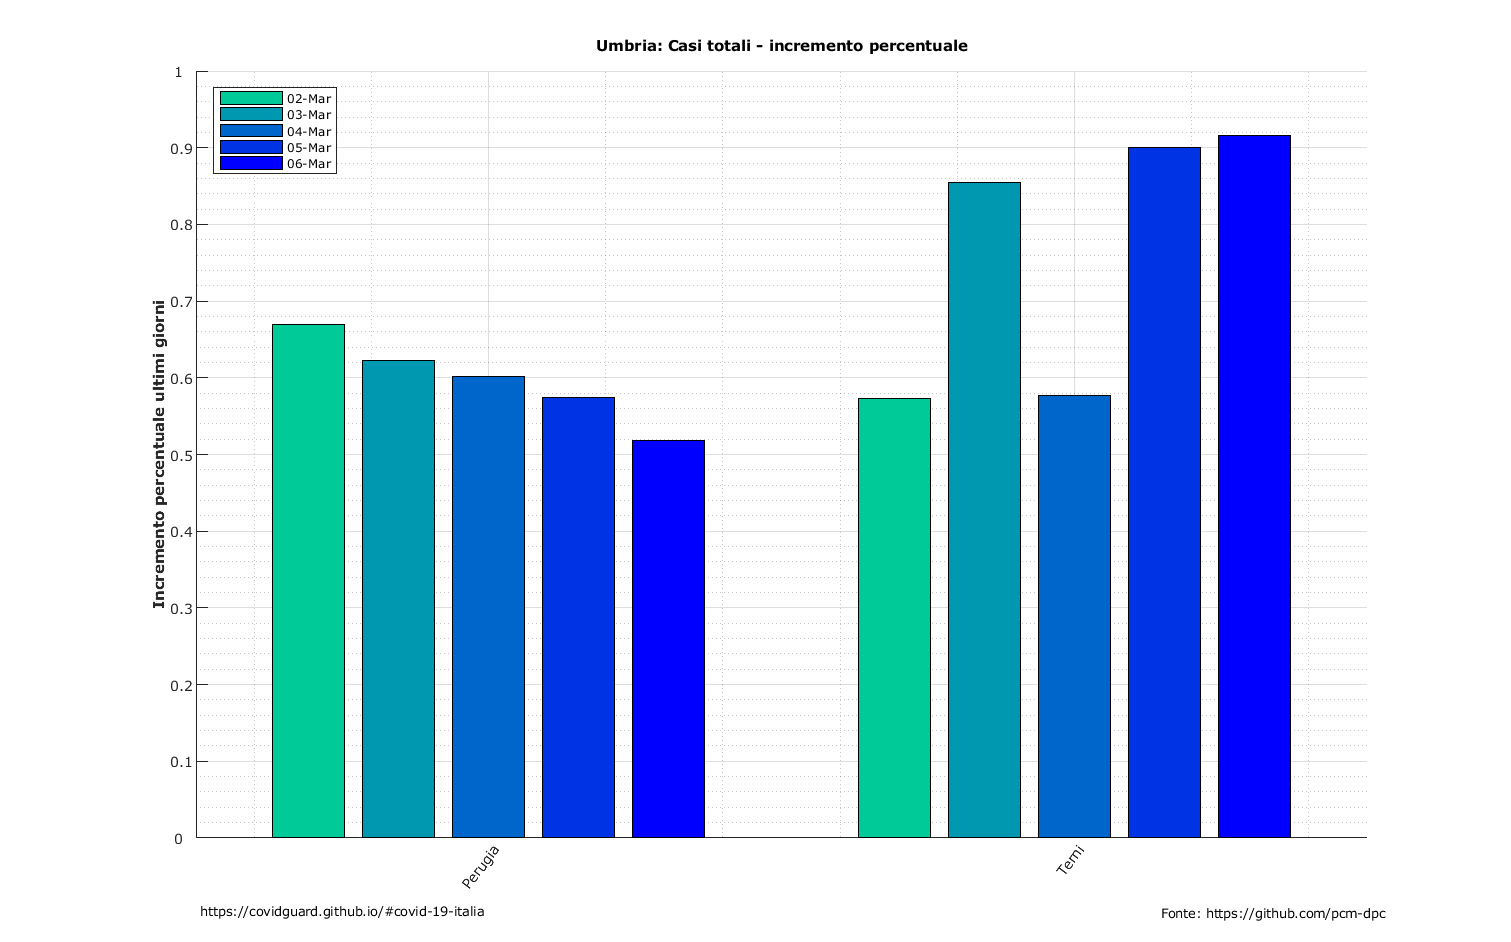 Umbria: Casi totali - incremento percentuale
02-Mar
03-Mar
04-Mar
05-Mar
06-Mar
Incremento percentuale ultimi giorni
1
0.9
0.8
0.7
0.6
0.5
0.4
0.3
0.2
0.1
0
Perugia
Terni
https://covidguard.github.io/#covid-19-italia
Fonte: https://github.com/pcm-dpc